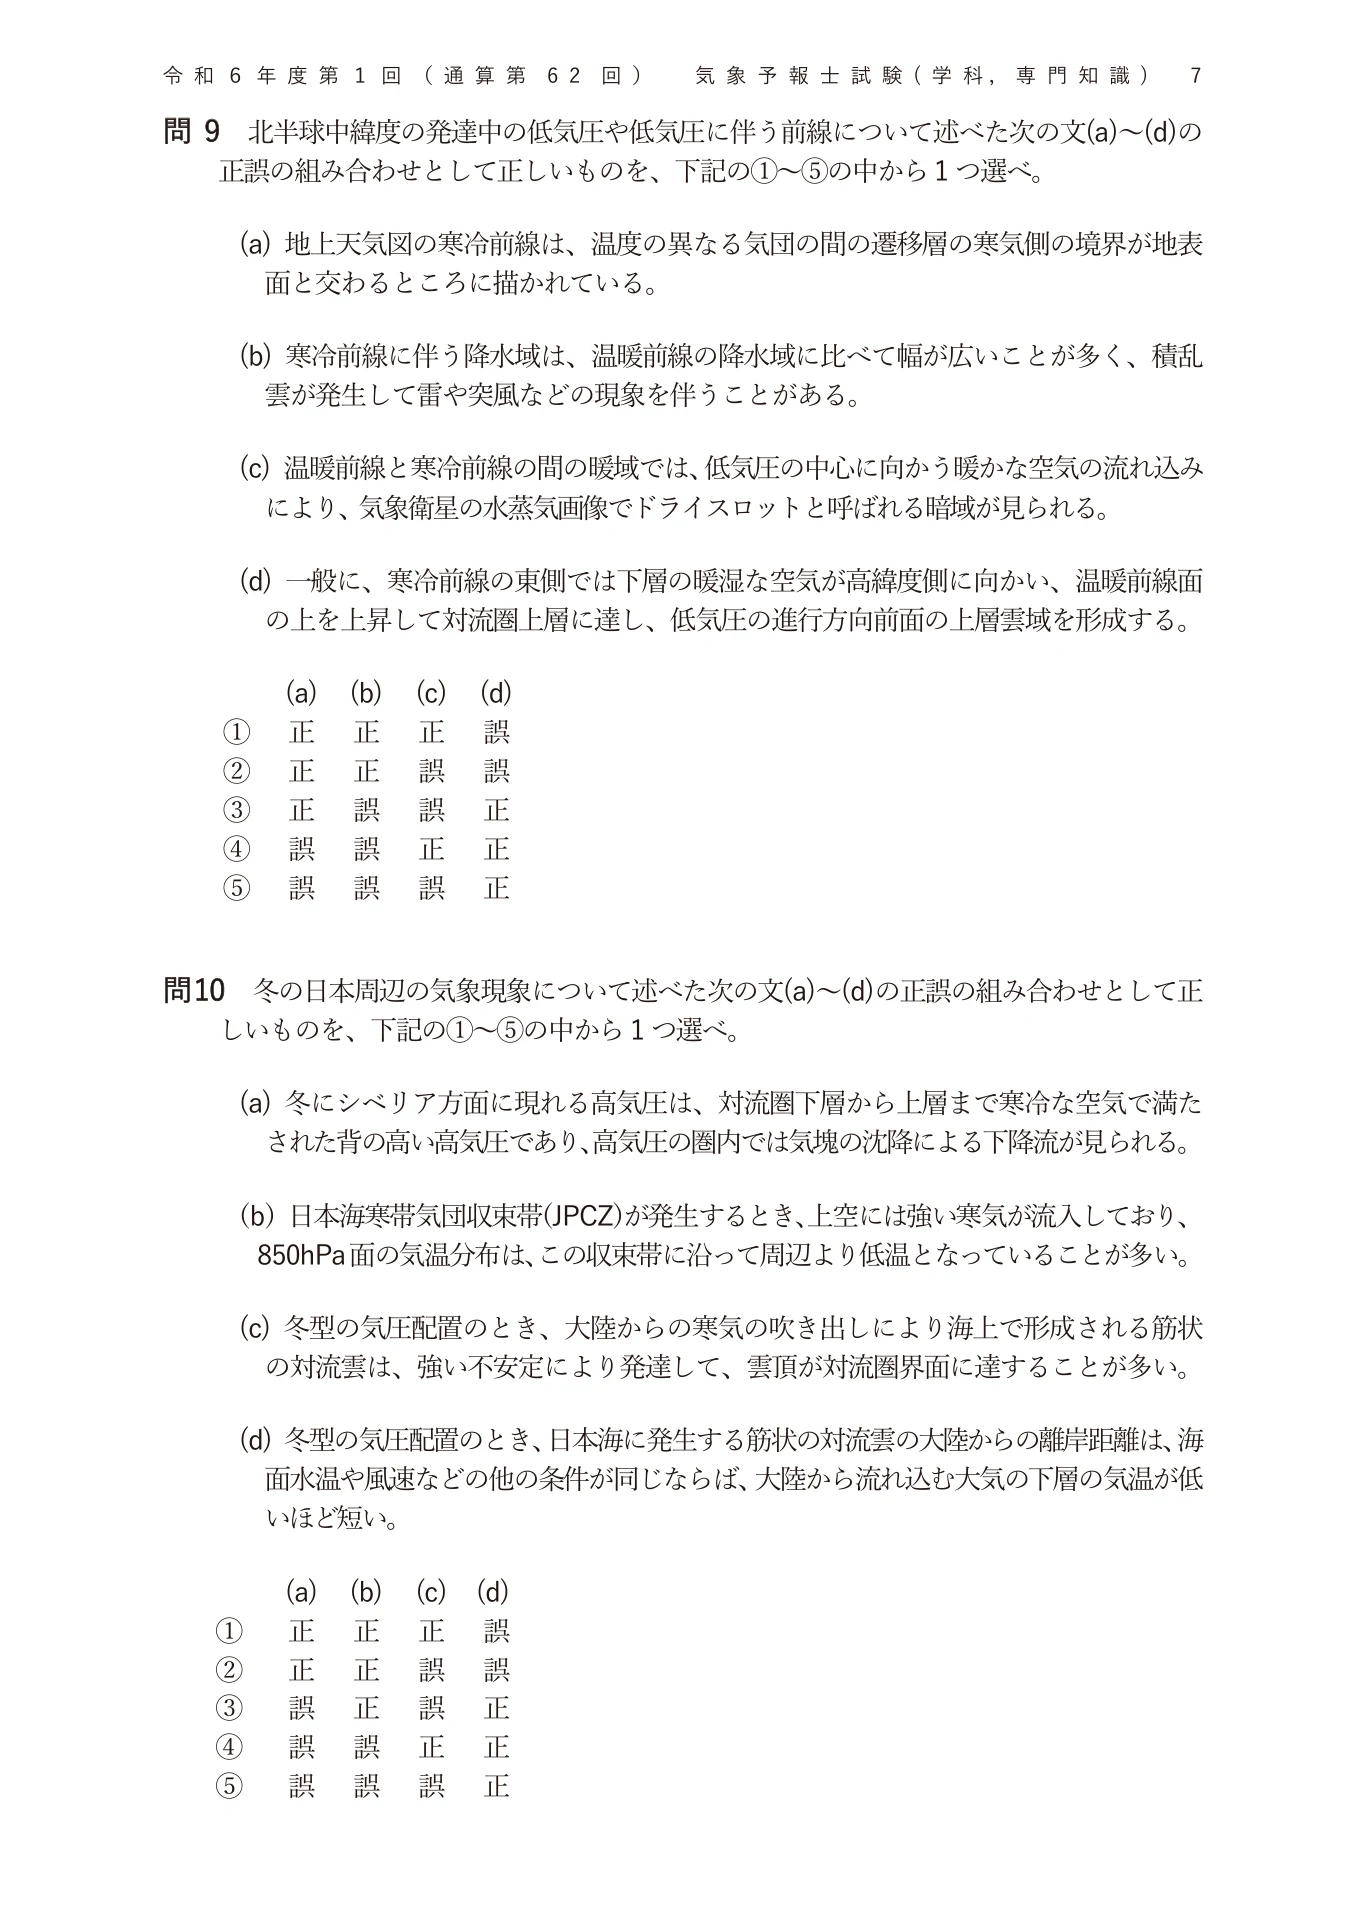 令和6年度第1回(通算第62回) 気象予報士試験(学科,専門知識) 7
問 9 北半球中緯度の発達中の低気圧や低気圧に伴う前線について述べた次の文(a)〜(d)の
正誤の組み合わせとして正しいものを、下記の①〜⑤の中から1つ選べ。
(a) 地上天気図の寒冷前線は、温度の異なる気団の間の遷移層の寒気側の境界が地表
面と交わるところに描かれている。
(b) 寒冷前線に伴う降水域は、温暖前線の降水域に比べて幅が広いことが多く、積乱
雲が発生して雷や突風などの現象を伴うことがある。
(c) 温暖前線と寒冷前線の間の暖域では、低気圧の中心に向かう暖かな空気の流れ込み
により、気象衛星の水蒸気画像でドライスロットと呼ばれる暗域が見られる。
(d) 一般に、寒冷前線の東側では下層の暖湿な空気が高緯度側に向かい、温暖前線面
の上を上昇して対流圏上層に達し、低気圧の進行方向前面の上層雲域を形成する。
(a) (b) (c) (d)
① 正 正 正 誤
② 正 正 誤 誤
③ 正 誤 誤 正
④ 誤 誤 正 正
⑤ 誤 誤 誤 正
問10 冬の日本周辺の気象現象について述べた次の文(a)〜(d)の正誤の組み合わせとして正
しいものを、下記の①〜⑤の中から1つ選べ。
(a) 冬にシベリア方面に現れる高気圧は、対流圏下層から上層まで寒冷な空気で満た
された背の高い高気圧であり、高気圧の圏内では気塊の沈降による下降流が見られる。
(b) 日本海寒帯気団収束帯(JPCZ)が発生するとき、上空には強い寒気が流入しており、
850hPa面の気温分布は、この収束帯に沿って周辺より低温となっていることが多い。
(c) 冬型の気圧配置のとき、大陸からの寒気の吹き出しにより海上で形成される筋状
の対流雲は、強い不安定により発達して、雲頂が対流圏界面に達することが多い。
(d) 冬型の気圧配置のとき、日本海に発生する筋状の対流雲の大陸からの離岸距離は、海
面水温や風速などの他の条件が同じならば、大陸から流れ込む大気の下層の気温が低
いほど短い。
(a) (b) (c) (d)
① 正 正 正 誤
② 正 正 誤 誤
③ 誤 正 誤 正
④ 誤 誤 正 正
⑤ 誤 誤 誤 正